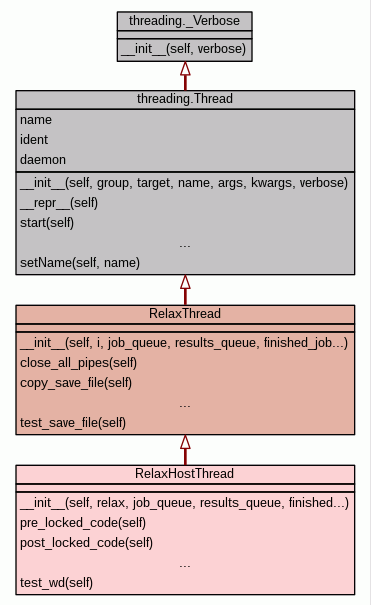 threading._Verbose
__init__(self, verbose)
threading.Thread
name
ident
daemon
__init__(self, group, target, name, args, kwargs, verbose)
__repr__(self)
start(self)
...
setName(self, name)
RelaxThread
__init__(self, i, job_queue, results_queue, finished_job...)
close_all_pipes(self)
copy_save_file(self)
...
test_save_file(self)
RelaxHostThread
__init__(self, relax, job_queue, results_queue, finished...)
pre_locked_code(self)
post_locked_code(self)
...
test_wd(self)